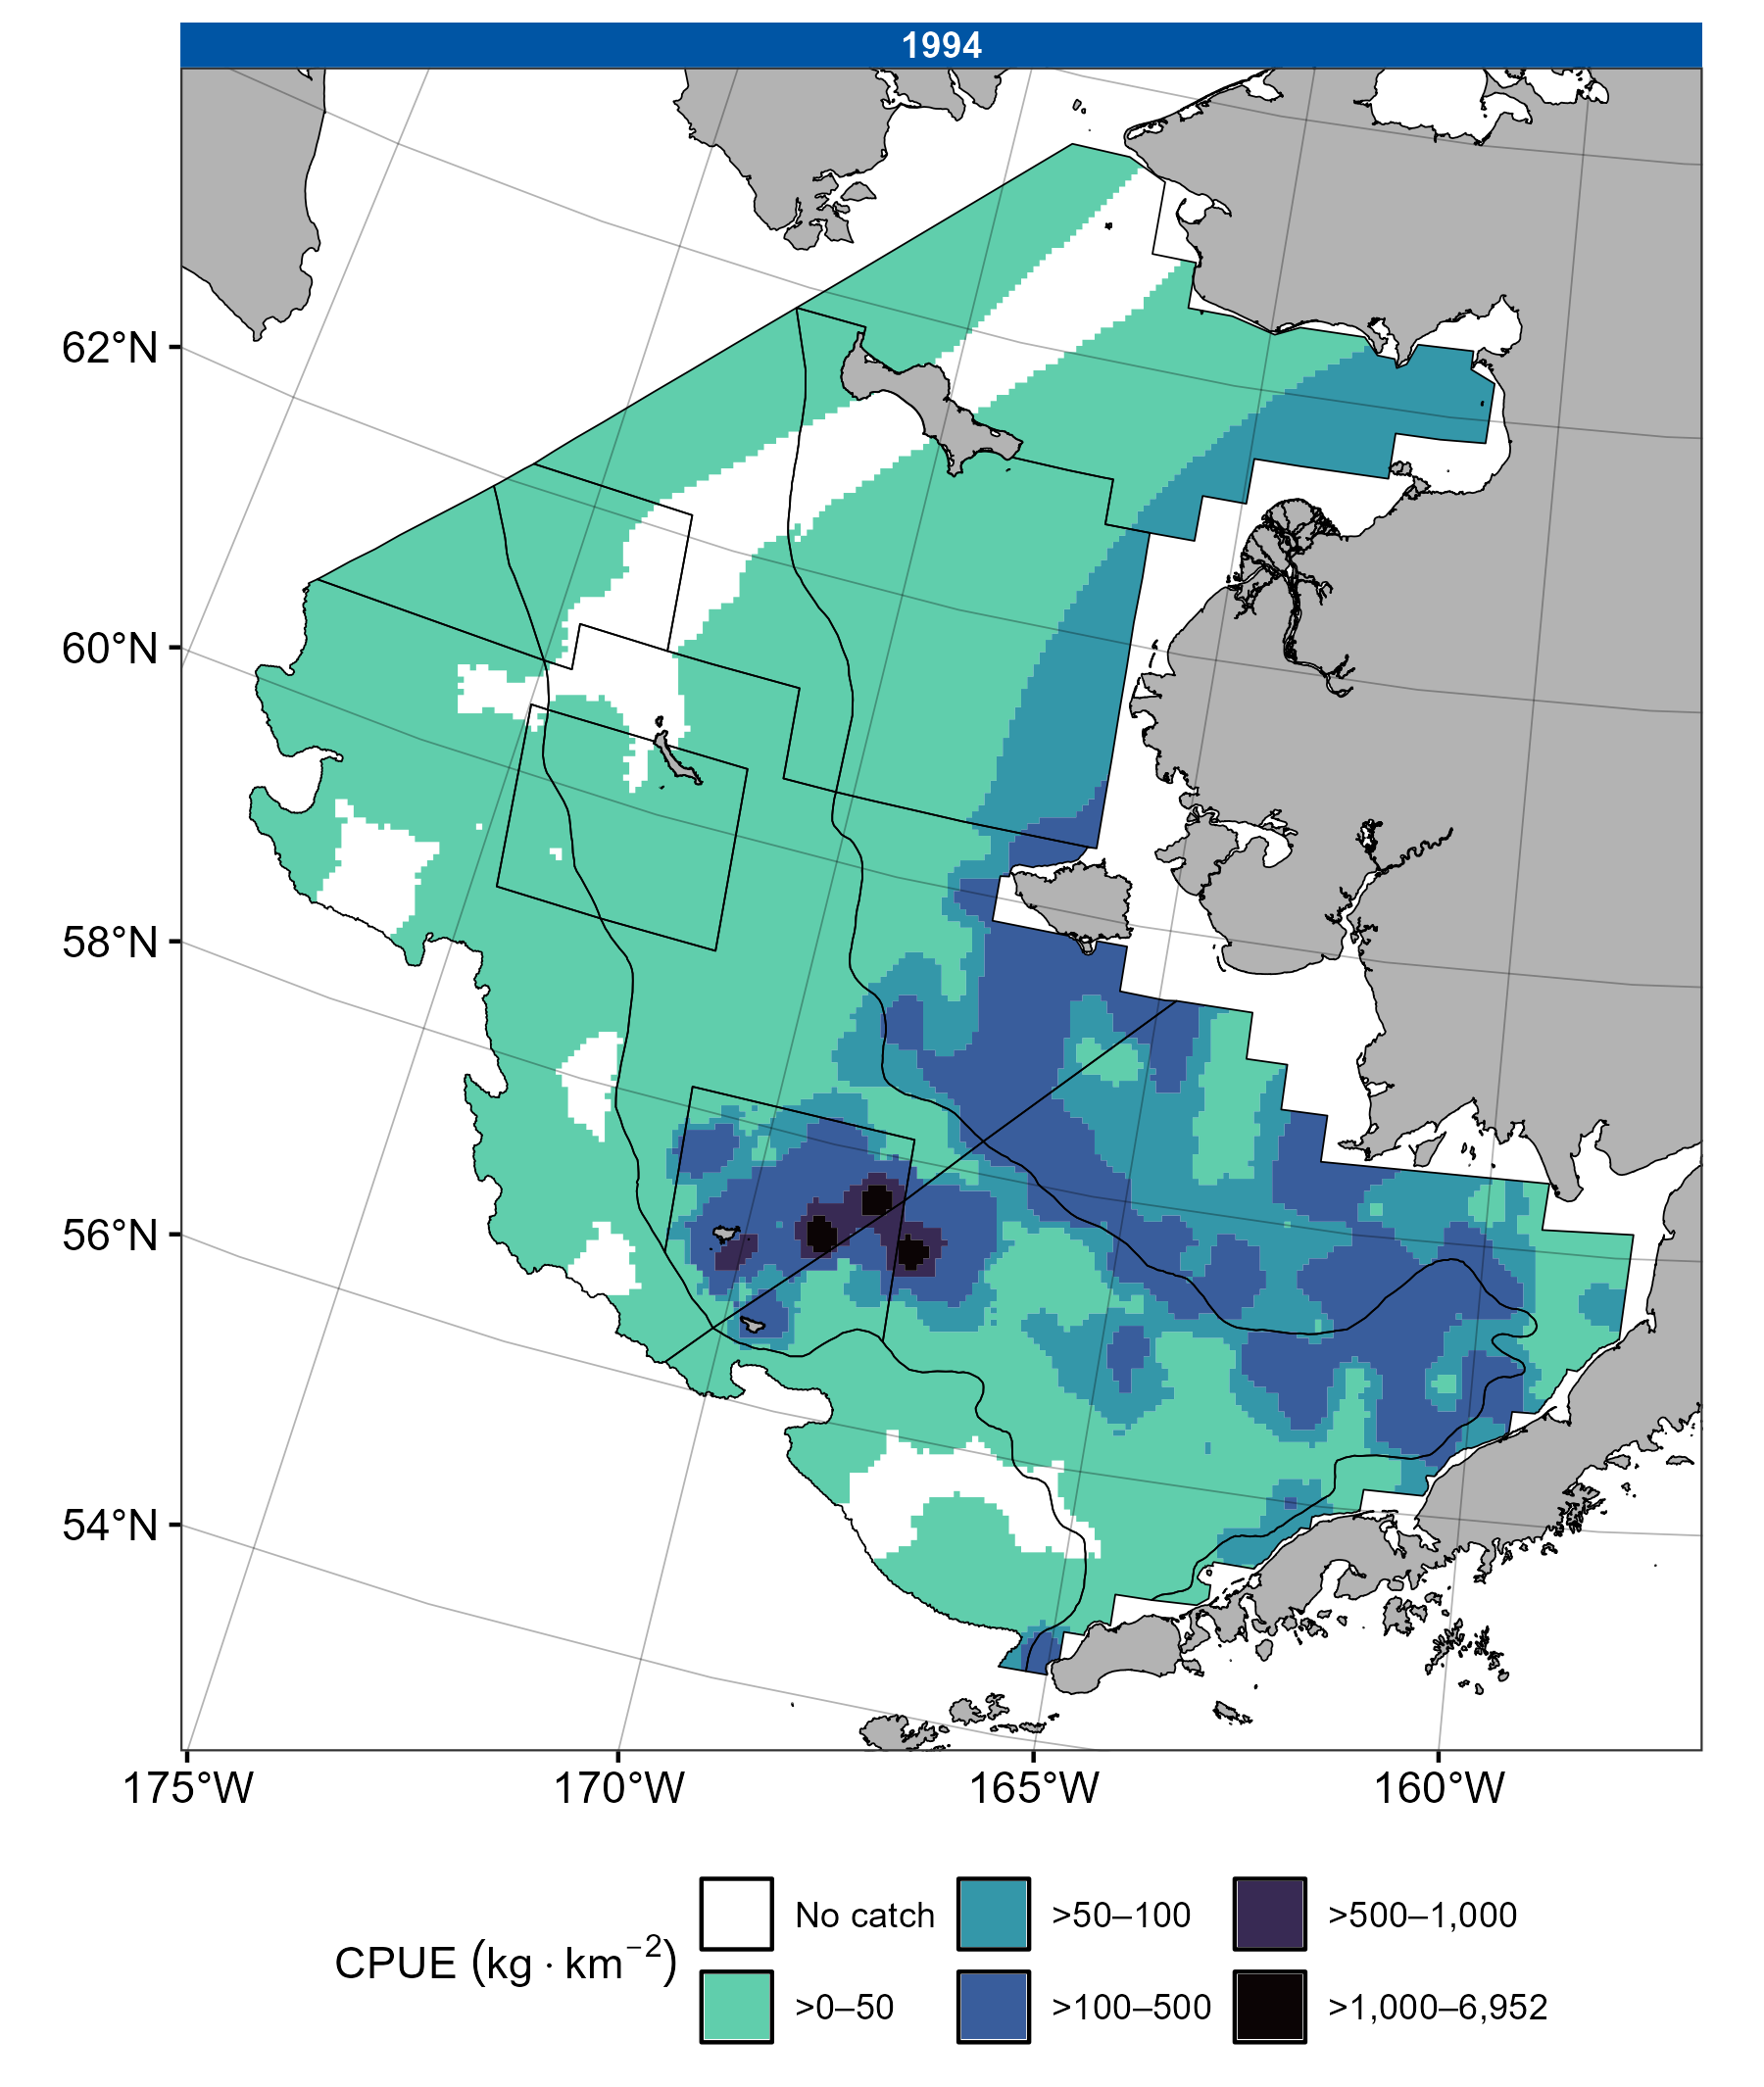 1994
62°N
60°N
58°N
56°N
54°N
175°W 170°W 165°W 160°W
CPUE (kg · km⁻²)
No catch >50–100 >500–1,000
>0–50 >100–500 >1,000–6,952